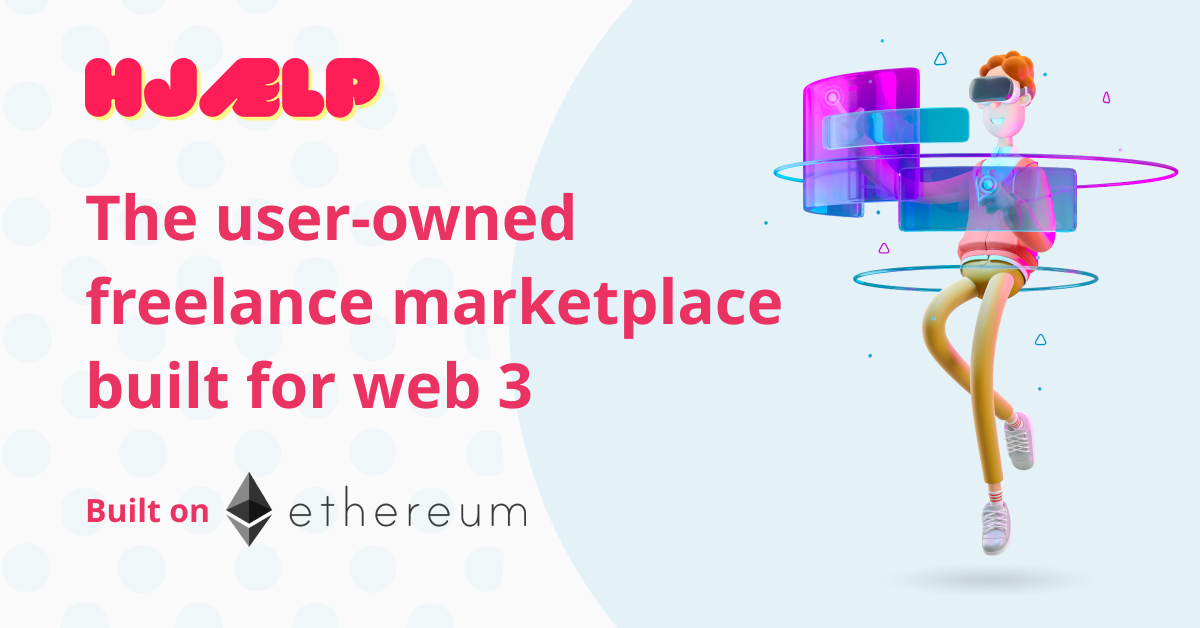 HJÆLP
The user-owned
freelance marketplace
built for web 3
Built on ethereum